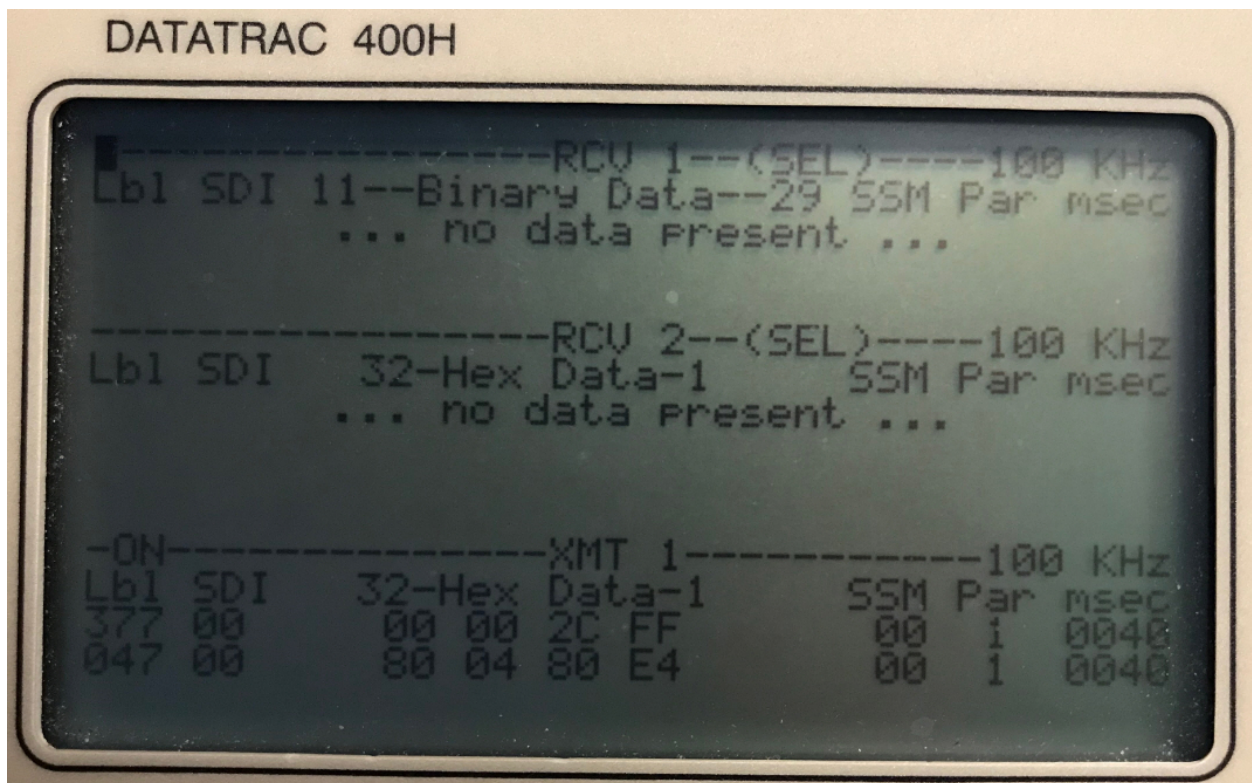 DATATRAC 400H
------------------RCV 1--(SEL)----100 KHz
Lbl SDI 11--Binary Data--29 SSM Par msec
... no data present ...
-----------------RCV 2--(SEL)----100 KHz
Lbl SDI 32-Hex Data-1 SSM Par msec
... no data present ...
-ON--------------XMT 1-----------100 KHz
Lbl SDI 32-Hex Data-1 SSM Par msec
377 00 00 00 2C FF 00 i 0040
047 00 80 04 80 E4 00 1 0040